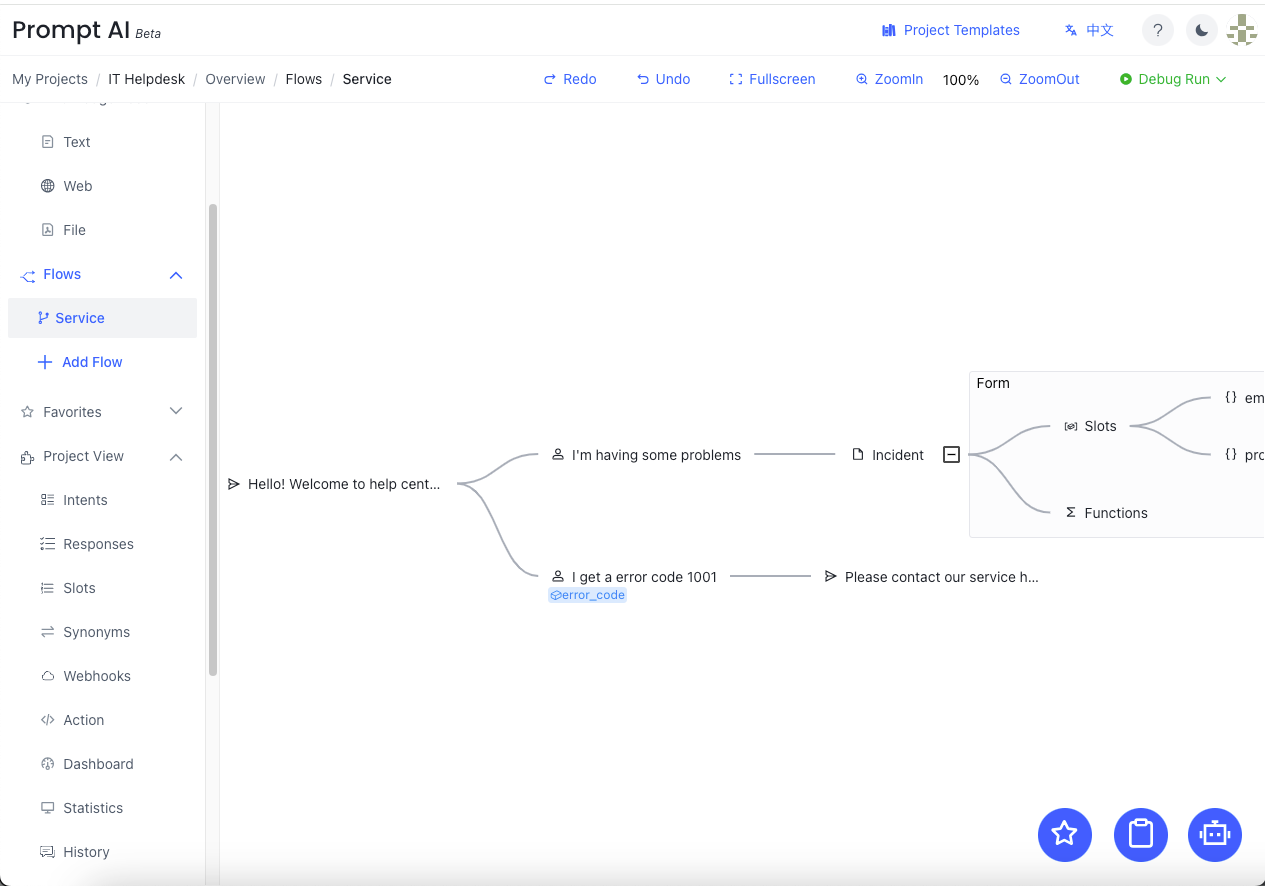 Prompt AI Beta
Project Templates
中文
?
My Projects / IT Helpdesk / Overview / Flows / Service
Redo
Undo
Fullscreen
ZoomIn
100%
ZoomOut
Debug Run
Text
Web
File
Flows
Service
Add Flow
Favorites
Project View
Intents
Responses
Slots
Synonyms
Webhooks
Action
Dashboard
Statistics
History
Hello! Welcome to help cent...
I'm having some problems
Incident
Form
Slots
{} em
{} pro
Functions
I get a error code 1001
error_code
Please contact our service h...